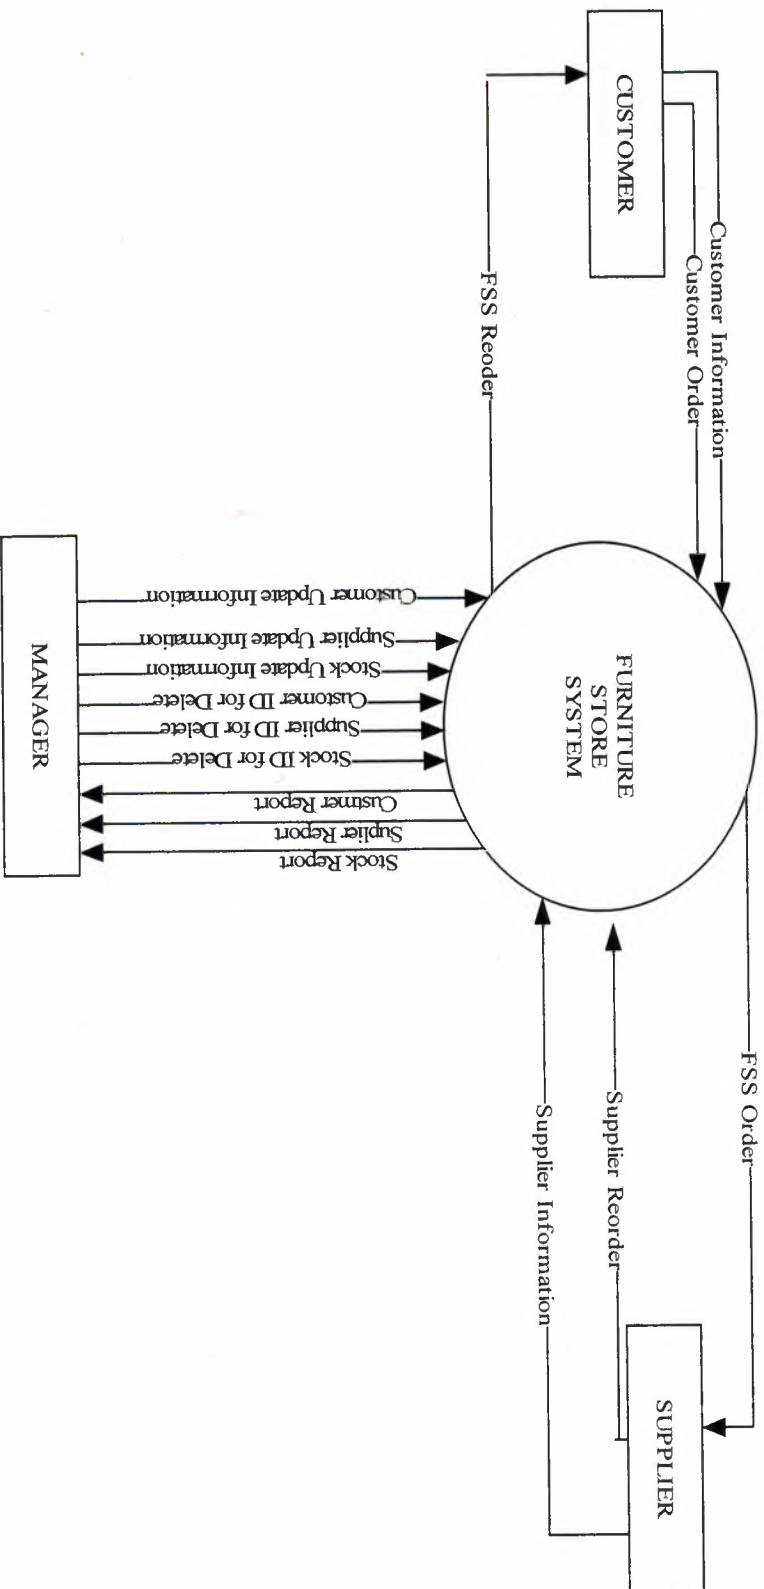 CUSTOMER
Customer Information
Customer Order
FSS Reoder
FURNITURE
STORE
SYSTEM
FSS Order
Supplier Reorder
Supplier Information
SUPPLIER
Customer Update Information
Supplier Update Information
Stock Update Information
Customer ID for Delete
Supplier ID for Delete
Stock ID for Delete
Custmer Report
Suplier Report
Stock Report
MANAGER